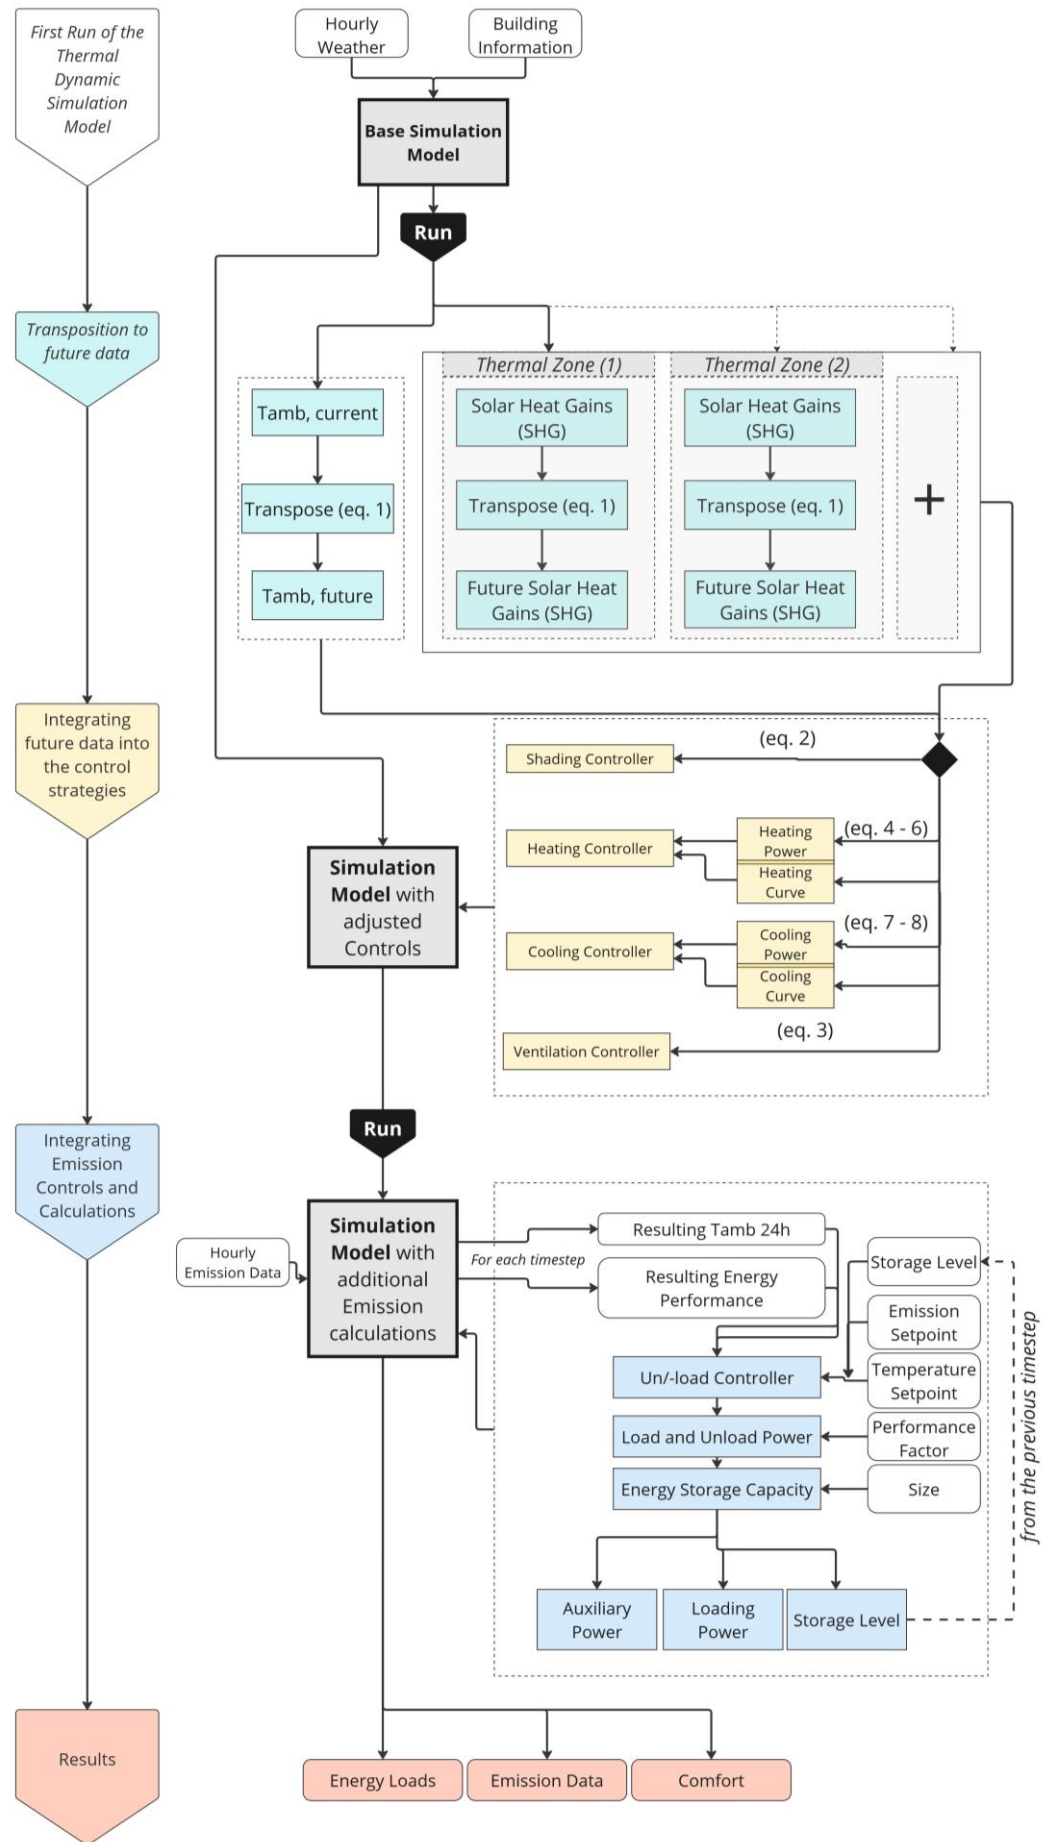 First Run of the
Thermal
Dynamic
Simulation
Model
Hourly
Weather
Building
Information
Base Simulation
Model
Run
Transposition to
future data
Tamb, current
Transpose (eq. 1)
Tamb, future
Thermal Zone (1)
Solar Heat Gains
(SHG)
Transpose (eq. 1)
Future Solar Heat
Gains (SHG)
Thermal Zone (2)
Solar Heat Gains
(SHG)
Transpose (eq. 1)
Future Solar Heat
Gains (SHG)
+
Integrating
future data into
the control
strategies
(eq. 2)
Shading Controller
(eq. 4 - 6)
Heating
Power
Heating
Curve
Heating Controller
(eq. 7 - 8)
Cooling
Power
Cooling
Curve
Cooling Controller
(eq. 3)
Ventilation Controller
Simulation
Model with
adjusted
Controls
Run
Integrating
Emission
Controls and
Calculations
Hourly
Emission Data
Simulation
Model with
additional
Emission
calculations
For each timestep
Resulting Tamb 24h
Resulting Energy
Performance
Storage Level
Emission
Setpoint
Temperature
Setpoint
Performance
Factor
Size
Un/-load Controller
Load and Unload Power
Energy Storage Capacity
Auxiliary
Power
Loading
Power
Storage Level
from the previous timestep
Results
Energy Loads
Emission Data
Comfort